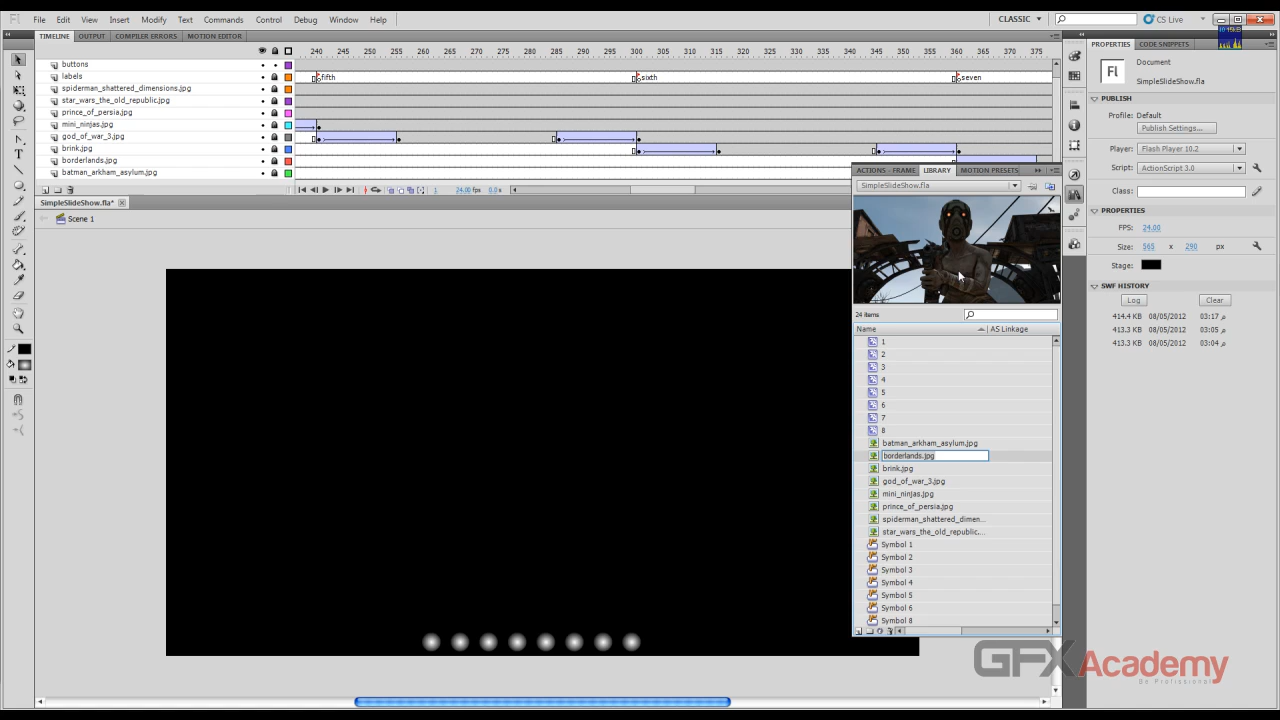 Fl File Edit View Insert Modify Text Commands Control Debug Window Help CLASSIC CS Live
TIMELINE OUTPUT COMPILER ERRORS MOTION EDITOR PROPERTIES CODE SNIPPETS
240 245 250 255 260 265 270 275 280 285 290 295 300 305 310 315 320 325 330 335 340 345 350 355 360 365 370 375
buttons
labels fifth sixth seven
spiderman_shattered_dimensions.jpg
star_wars_the_old_republic.jpg
prince_of_persia.jpg
mini_ninjas.jpg
god_of_war_3.jpg
brink.jpg
borderlands.jpg
batman_arkham_asylum.jpg
1 24.00 fps 0.0 s
SimpleSlideShow.fla*
Scene 1
ACTIONS - FRAME LIBRARY MOTION PRESETS
SimpleSlideShow.fla
24 items
Name AS Linkage
1
2
3
4
5
6
7
8
batman_arkham_asylum.jpg
borderlands.jpg
brink.jpg
god_of_war_3.jpg
mini_ninjas.jpg
prince_of_persia.jpg
spiderman_shattered_dimen...
star_wars_the_old_republic....
Symbol 1
Symbol 2
Symbol 3
Symbol 4
Symbol 5
Symbol 6
Symbol 8
Fl
Document
SimpleSlideShow.fla
PUBLISH
Profile: Default
Publish Settings...
Player: Flash Player 10.2
Script: ActionScript 3.0
Class:
PROPERTIES
FPS: 24.00
Size: 565 x 290 px
Stage:
SWF HISTORY
Log Clear
414.4 KB 08/05/2012 03:17 م
413.3 KB 08/05/2012 03:05 م
413.3 KB 08/05/2012 03:04 م
GFXAcademy
Be Profissional